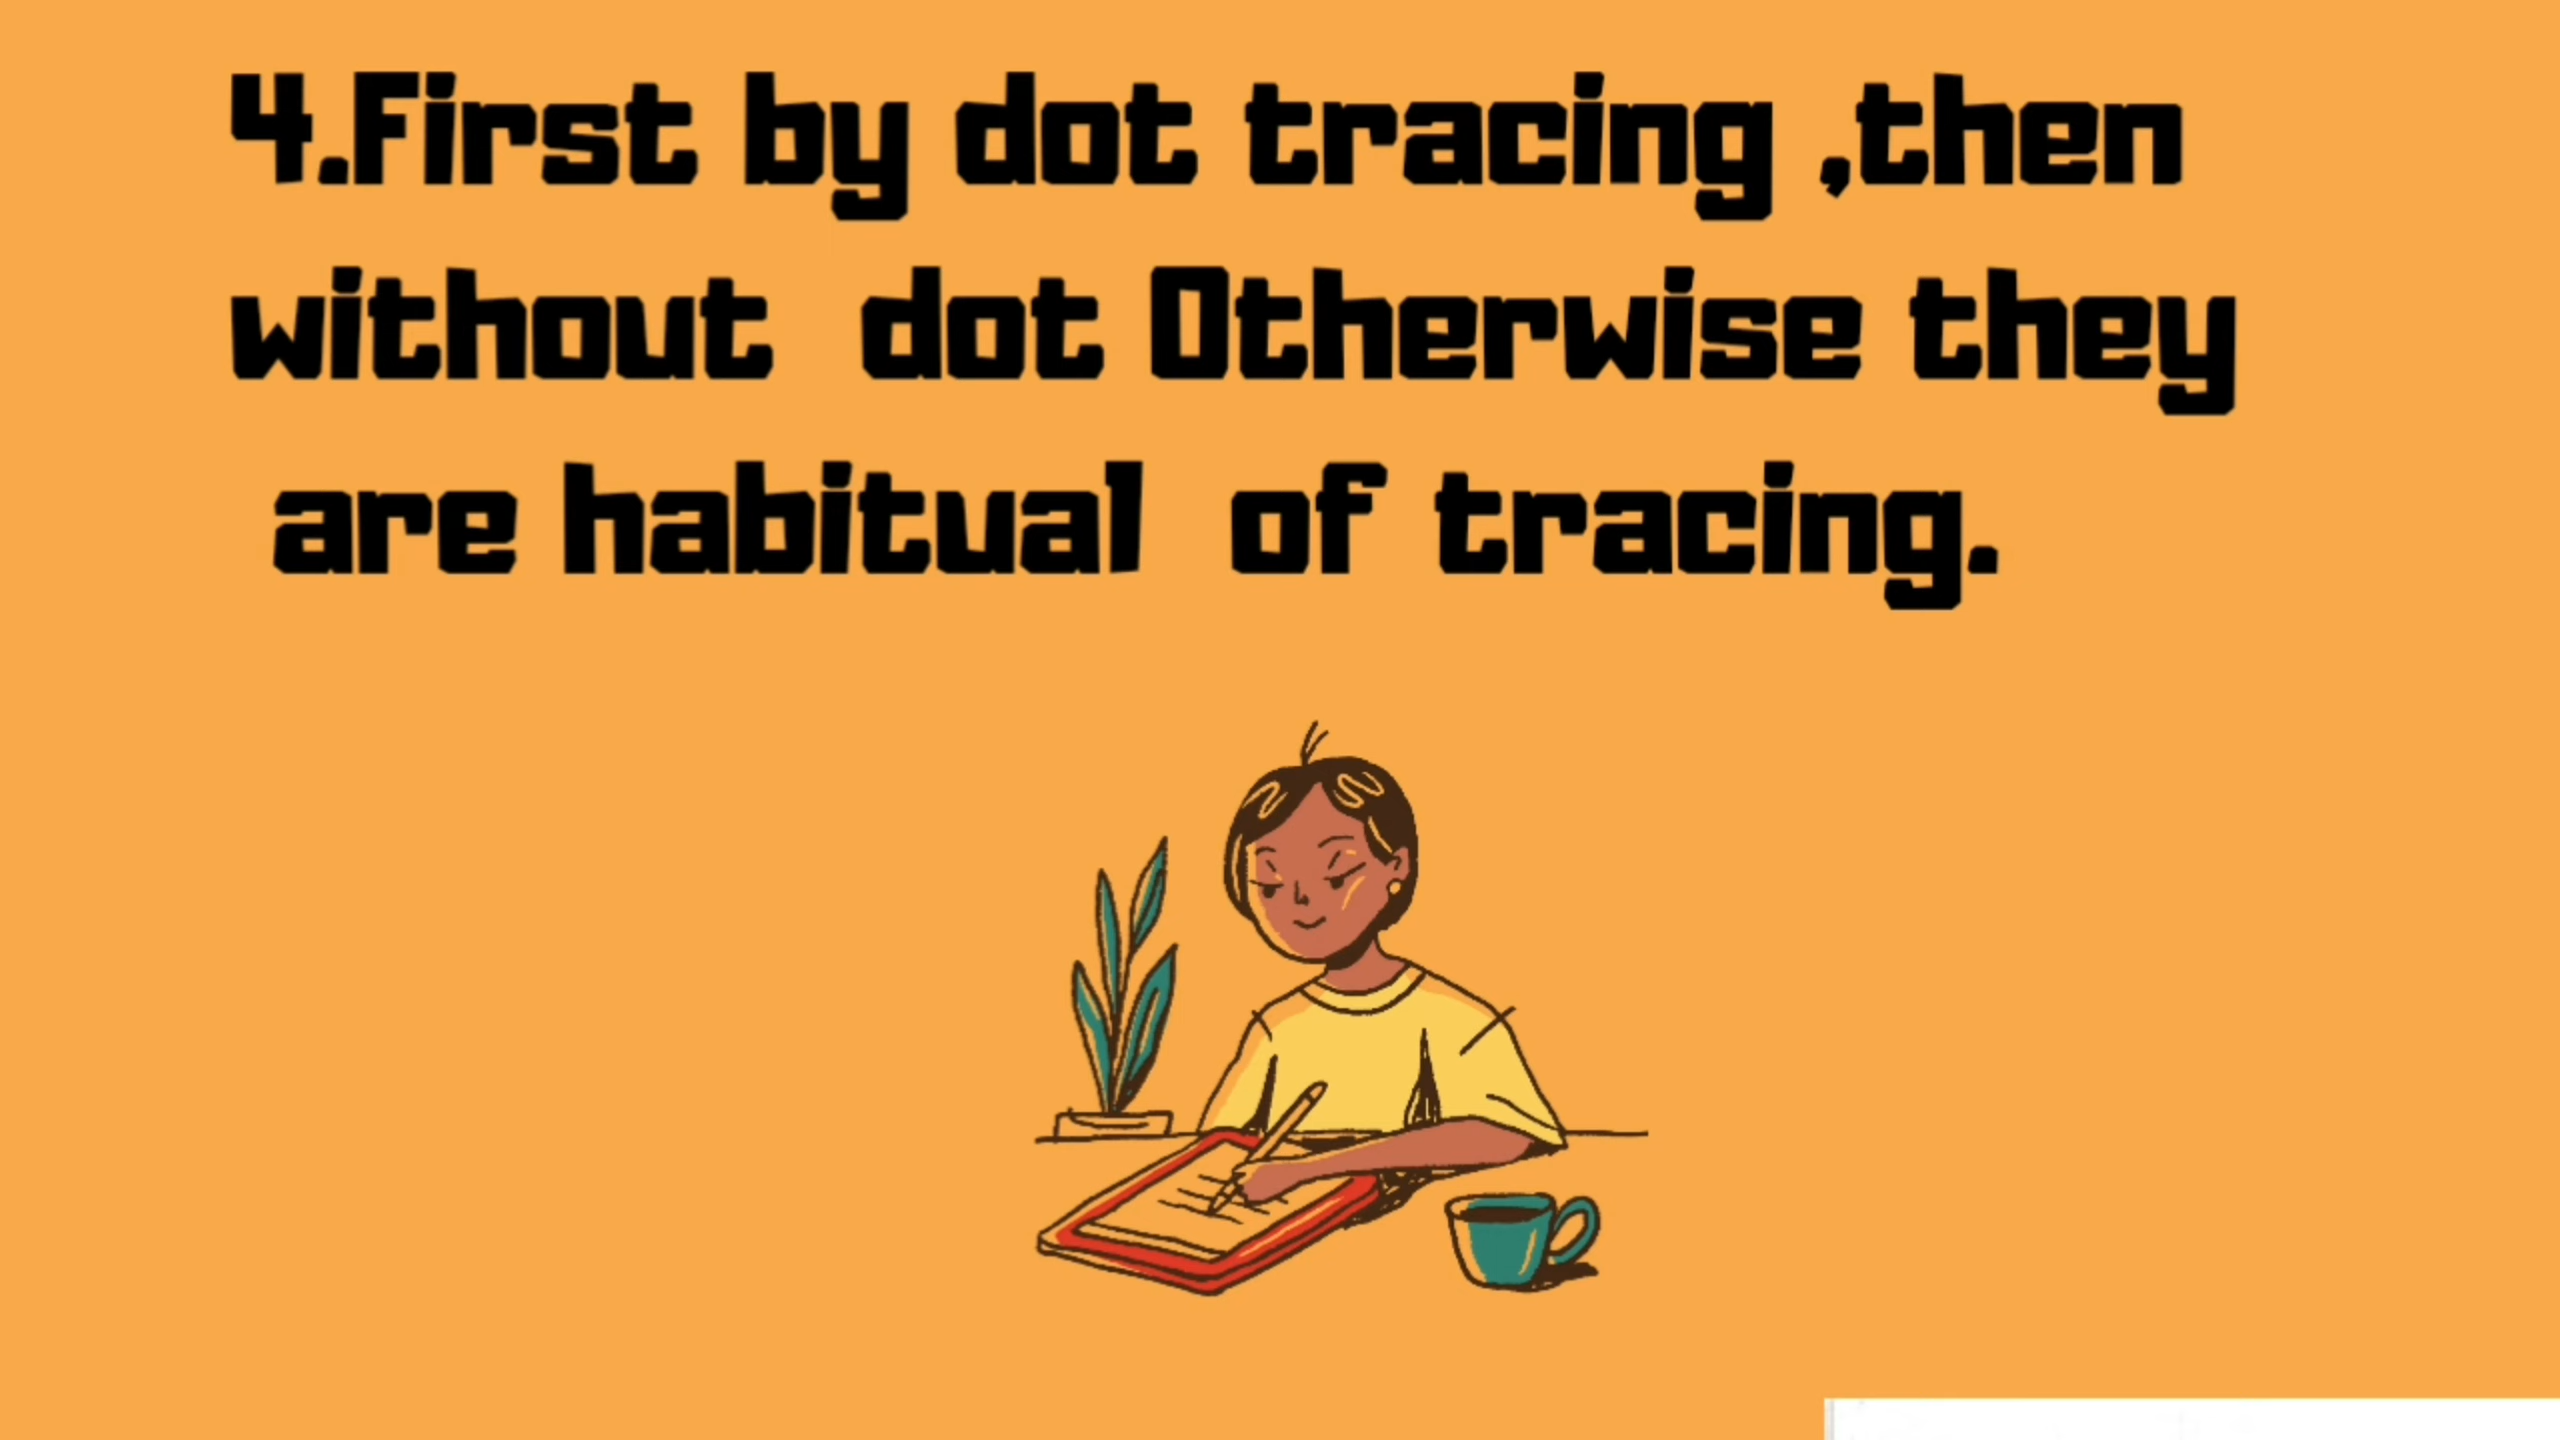 4.First by dot tracing ,then
without dot Otherwise they
are habitual of tracing.